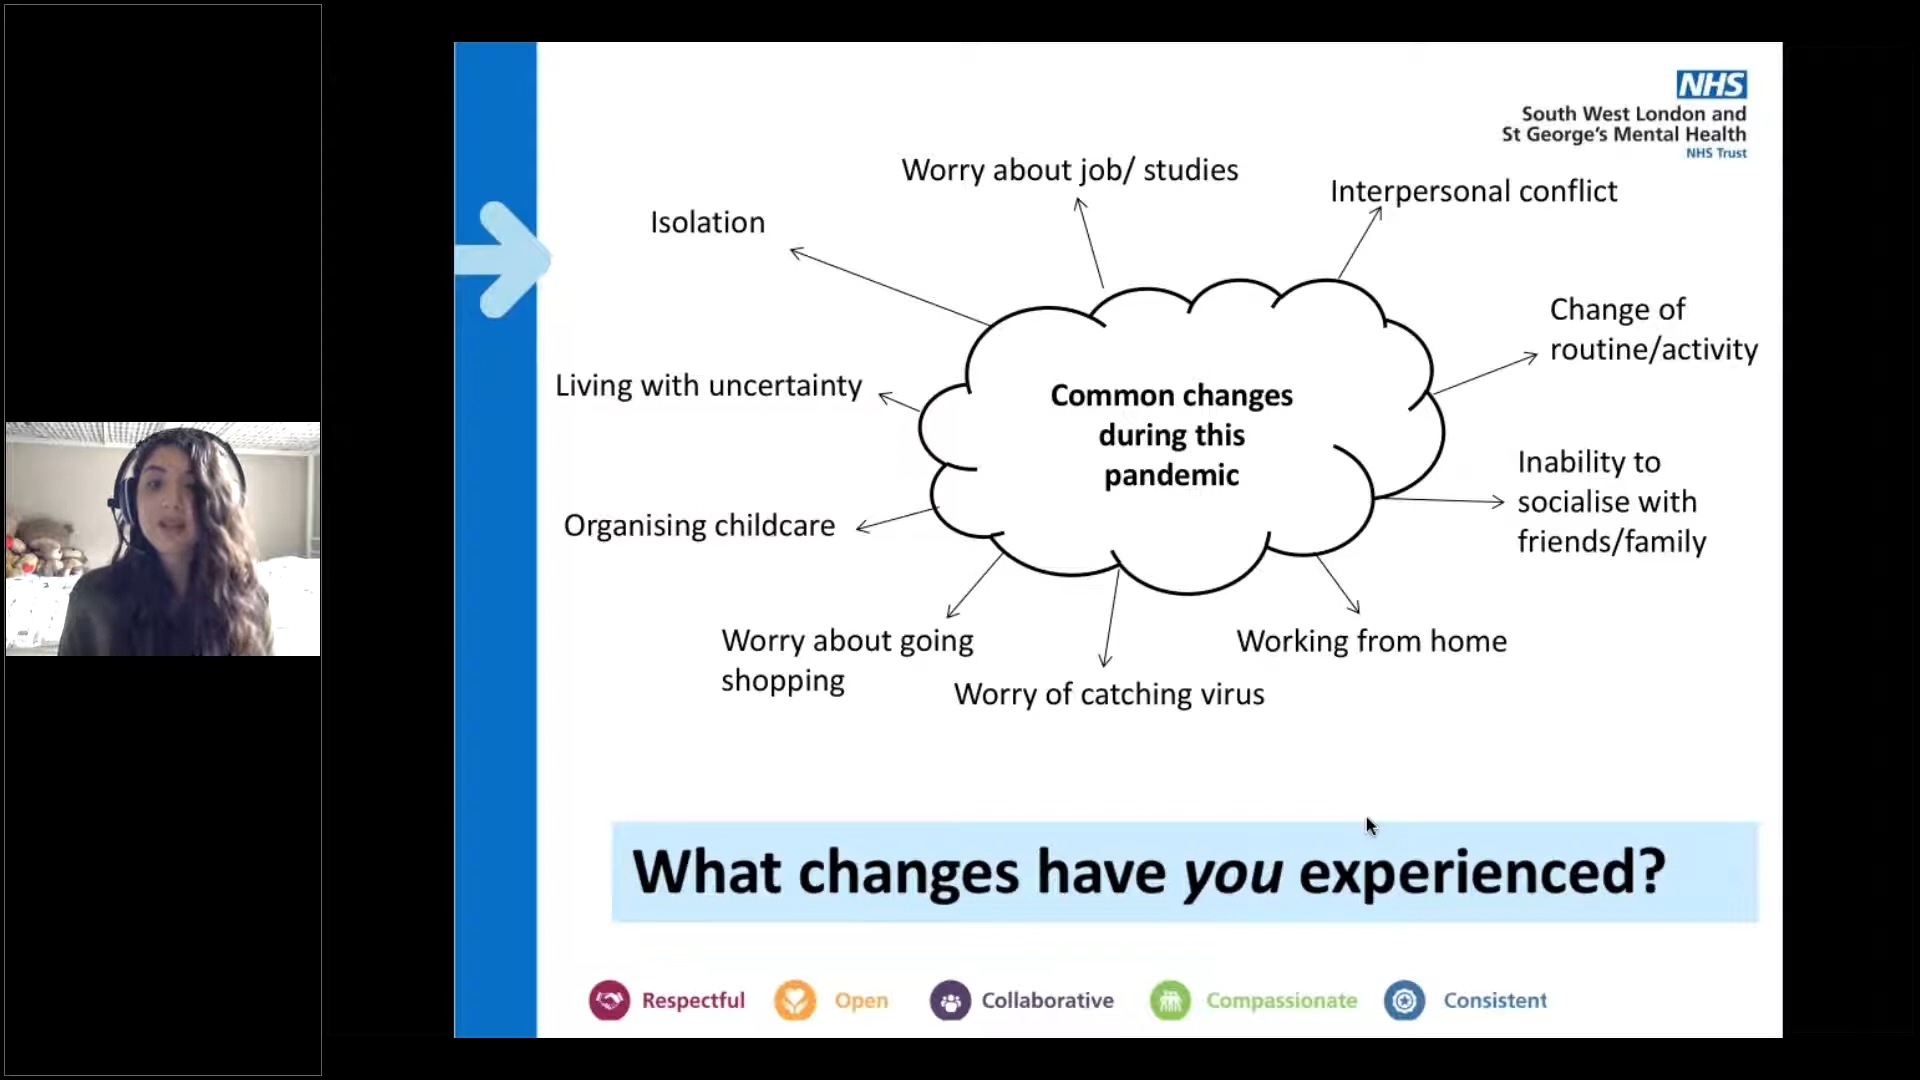 NHS
South West London and
St George's Mental Health
NHS Trust
Worry about job/ studies
Interpersonal conflict
Isolation
Change of
routine/activity
Living with uncertainty
Common changes
during this
pandemic
Inability to
socialise with
friends/family
Organising childcare
Worry about going
shopping
Worry of catching virus
Working from home
What changes have you experienced?
Respectful
Open
Collaborative
Compassionate
Consistent